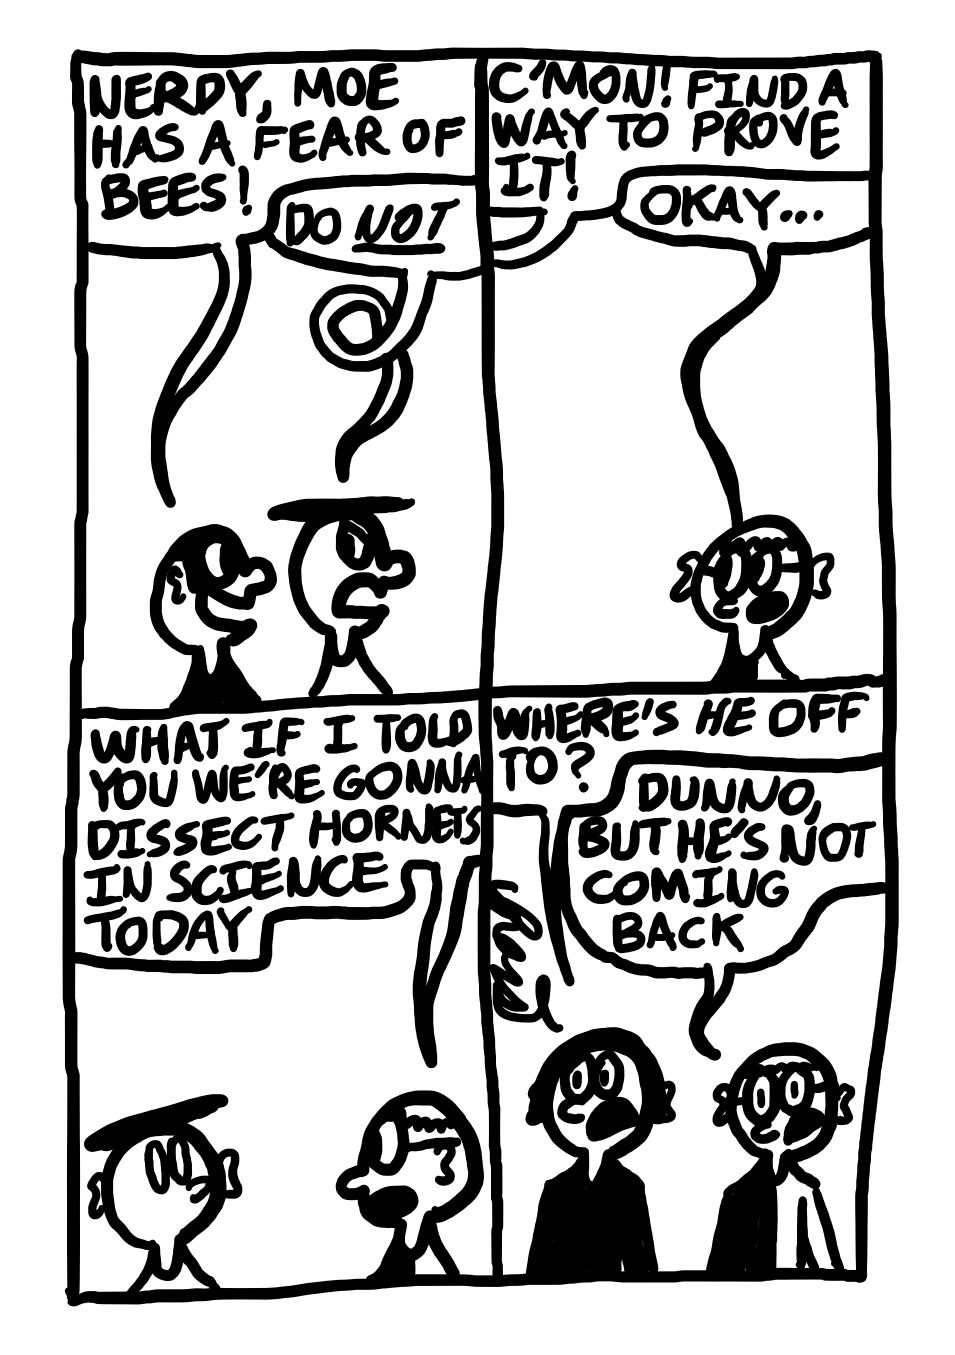 NERDY, MOE
HAS A FEAR OF
BEES!
DO NOT
C'MON! FIND A
WAY TO PROVE
IT!
OKAY...
WHAT IF I TOLD
YOU WE'RE GONNA
DISSECT HORNETS
IN SCIENCE
TODAY
WHERE'S HE OFF
TO?
DUNNO,
BUT HE'S NOT
COMING
BACK